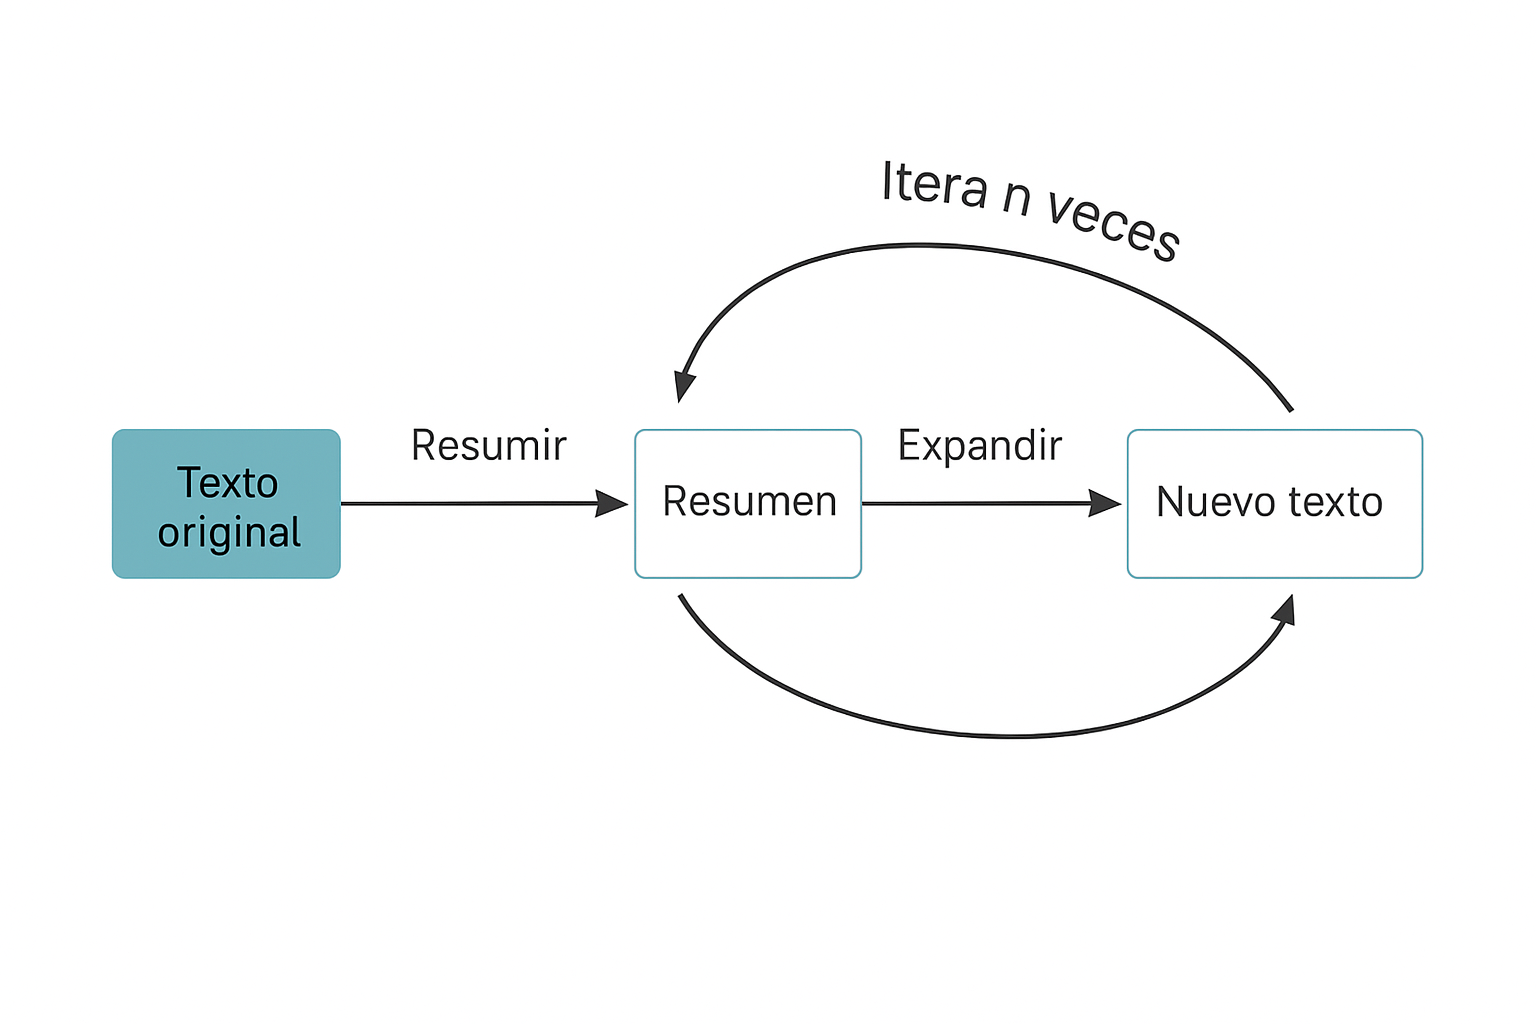 Itera n veces
Texto
original
Resumir
Resumen
Expandir
Nuevo texto